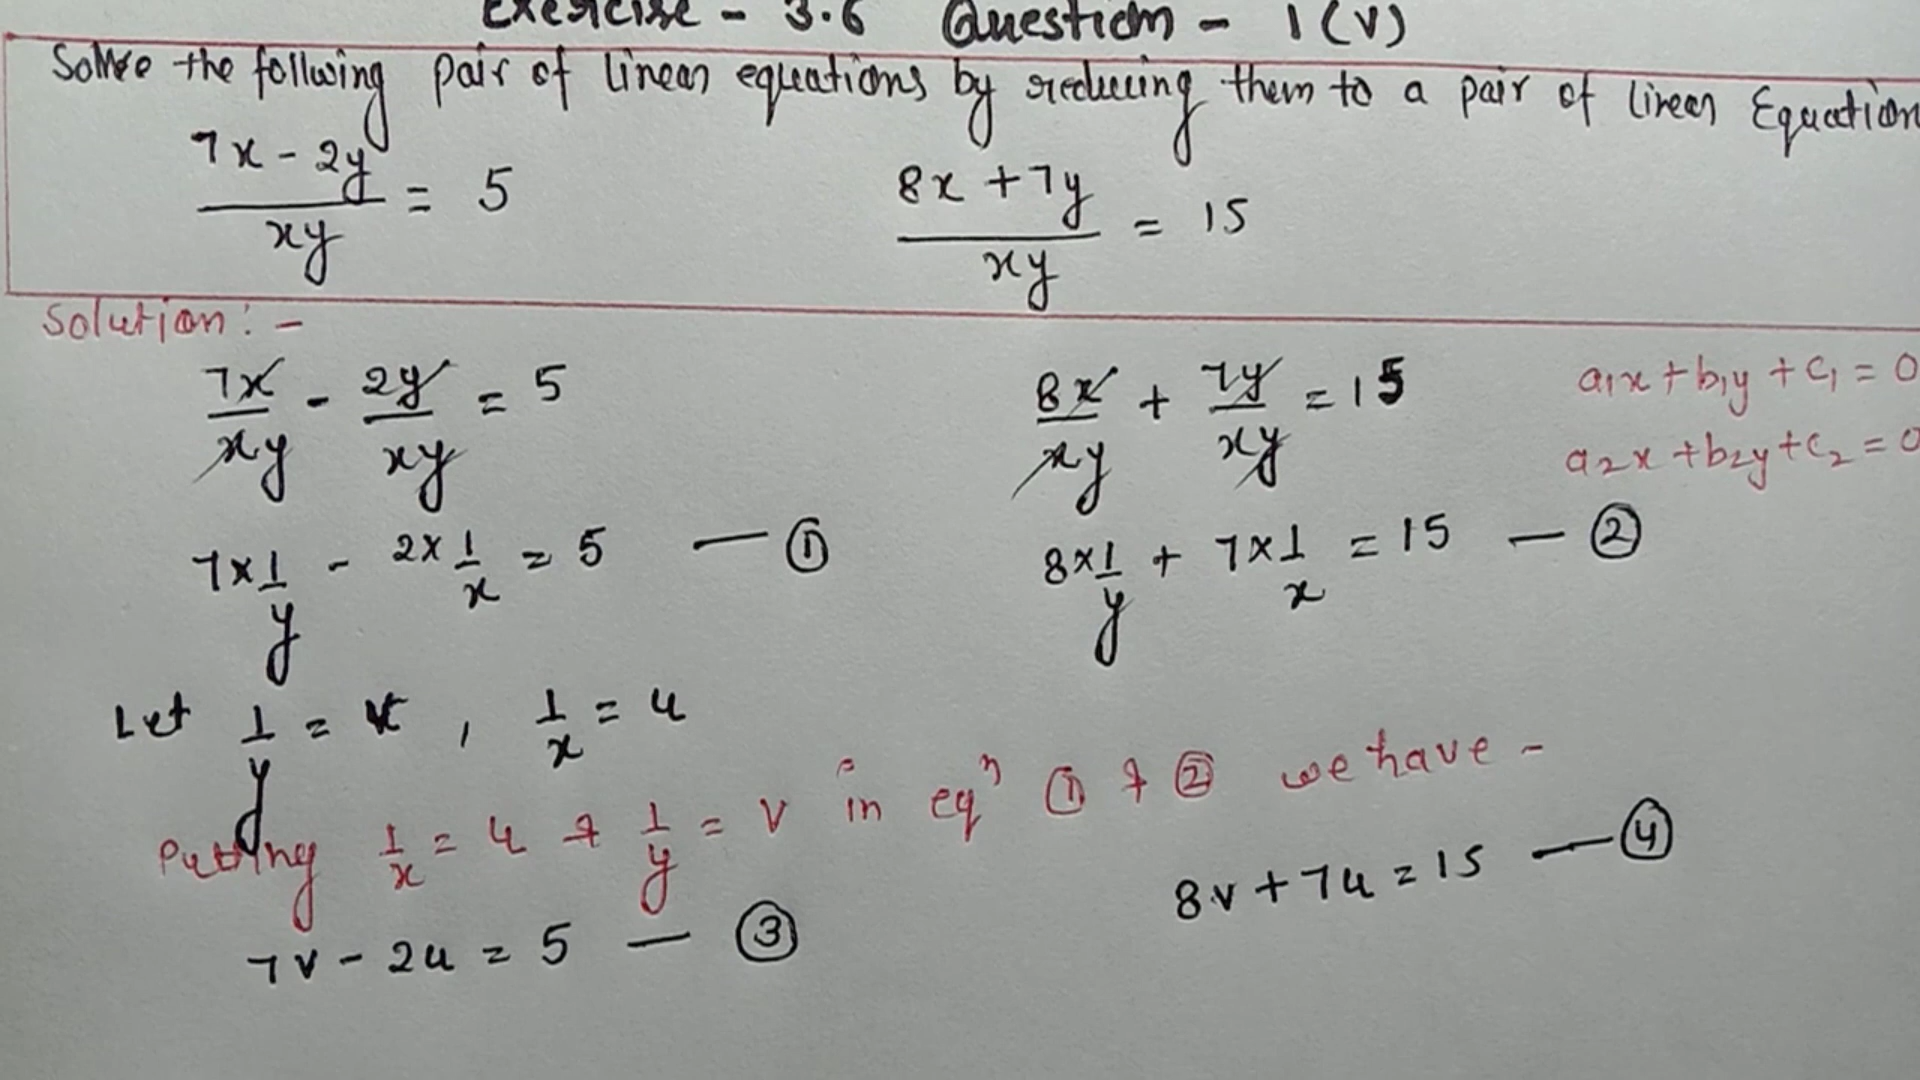 Exercise - 3.6 Question - 1(v)
Solve the following pair of linear equations by reducing them to a pair of linear Equation
7x - 2y / xy = 5    8x + 7y / xy = 15
Solution: -
7x/xy - 2y/xy = 5    8x/xy + 7y/xy = 15    a₁x + b₁y + c₁ = 0
a₂x + b₂y + c₂ = 0
7×1/y - 2×1/x = 5 — ①    8×1/y + 7×1/x = 15 — ②
Let 1/y = v, 1/x = u
Putting 1/x = u & 1/y = v in eqⁿ ① & ② we have -
7v - 2u = 5 — ③    8v + 7u = 15 — ④